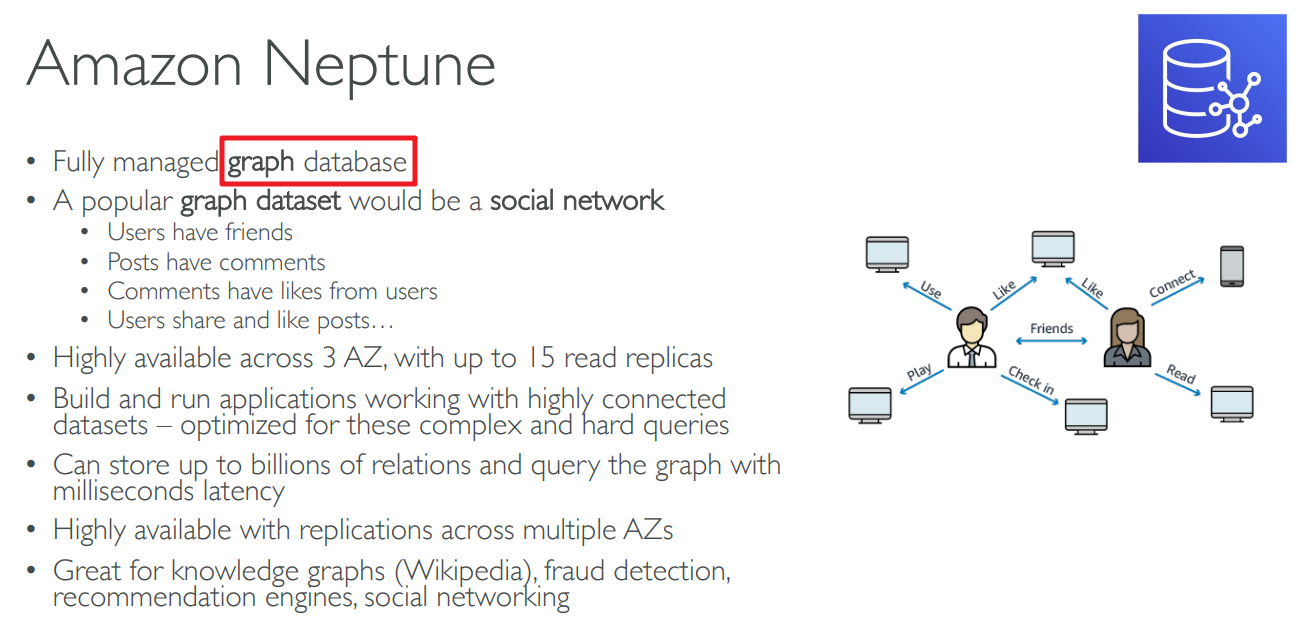 Amazon Neptune
• Fully managed graph database
• A popular graph dataset would be a social network
• Users have friends
• Posts have comments
• Comments have likes from users
• Users share and like posts…
• Highly available across 3 AZ, with up to 15 read replicas
• Build and run applications working with highly connected
datasets – optimized for these complex and hard queries
• Can store up to billions of relations and query the graph with
milliseconds latency
• Highly available with replications across multiple AZs
• Great for knowledge graphs (Wikipedia), fraud detection,
recommendation engines, social networking
Use
Like
Like
Connect
Friends
Play
Check in
Read